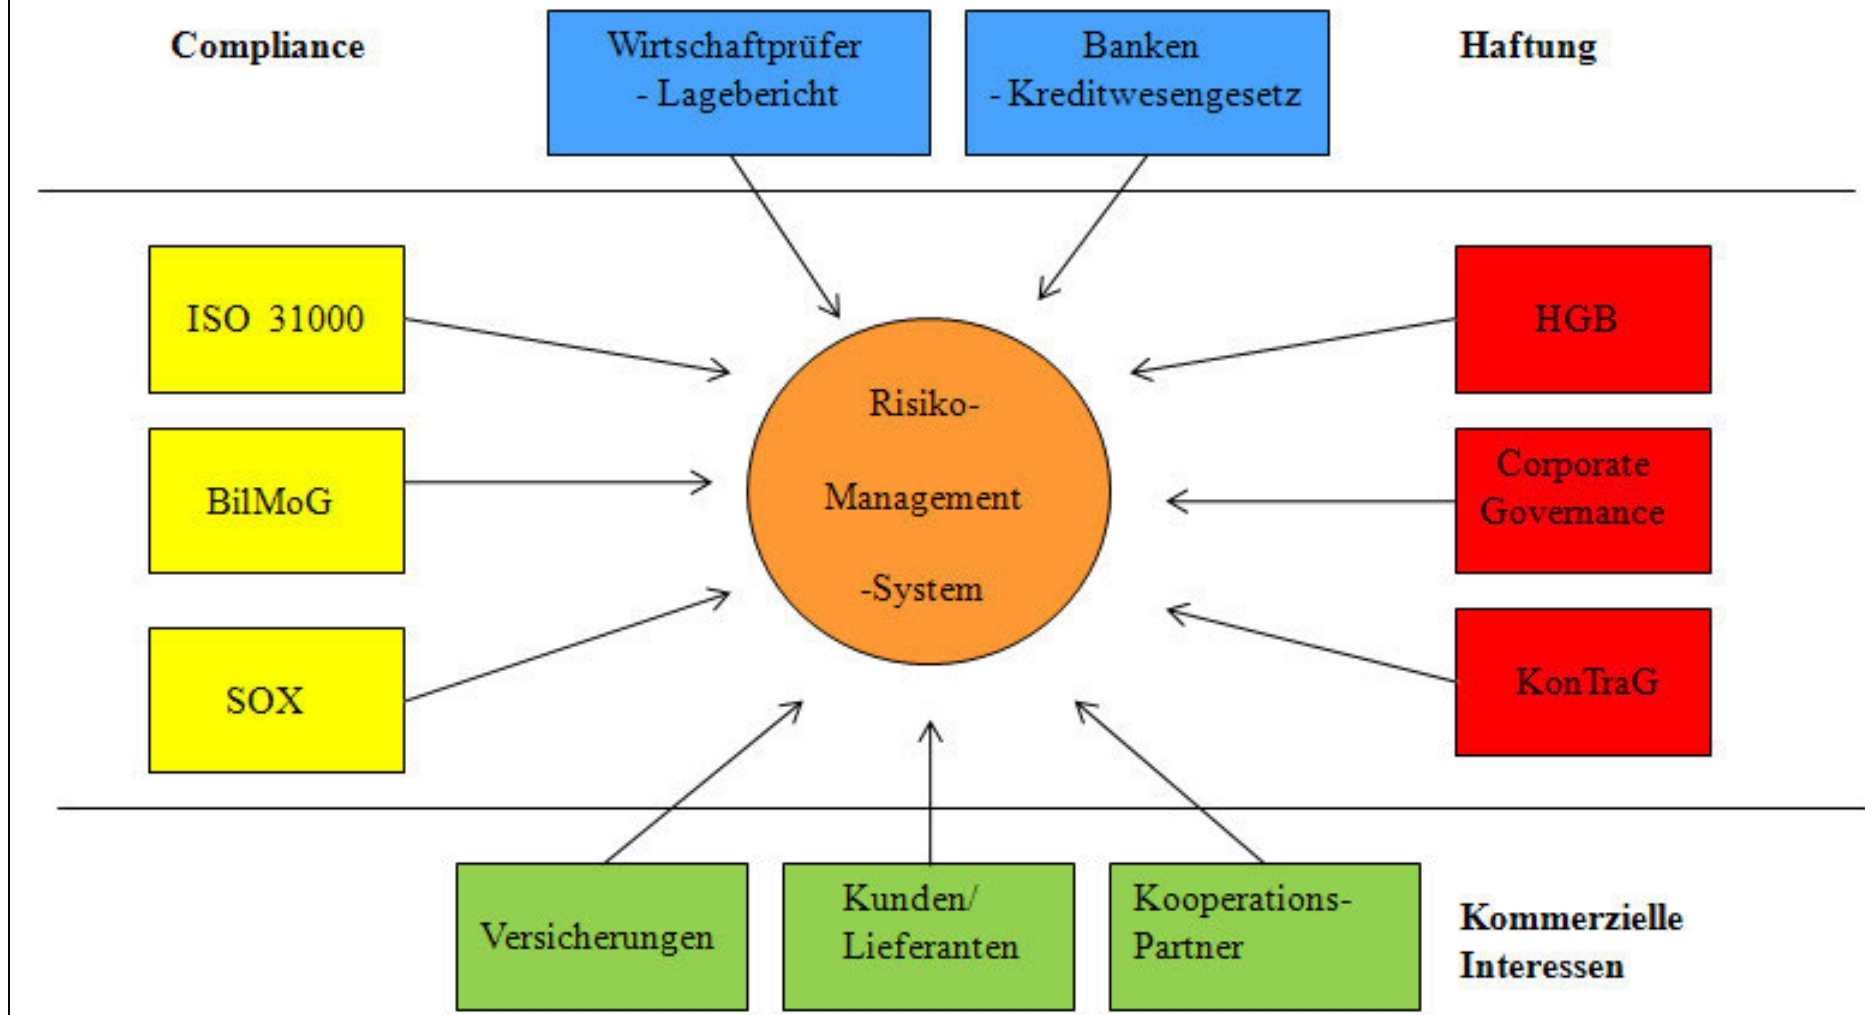 Compliance
Wirtschaftprüfer
- Lagebericht
Banken
- Kreditwesengesetz
Haftung
ISO 31000
BilMoG
SOX
Risiko-
Management
-System
HGB
Corporate
Governance
KonTraG
Versicherungen
Kunden/
Lieferanten
Kooperations-
Partner
Kommerzielle
Interessen